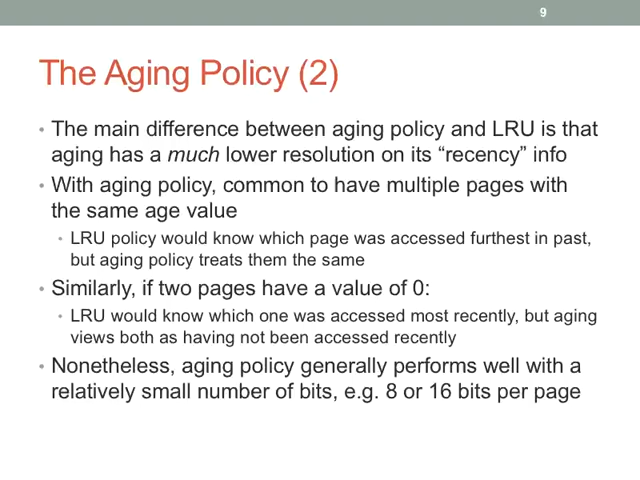 9
The Aging Policy (2)
• The main difference between aging policy and LRU is that
aging has a much lower resolution on its “recency” info
• With aging policy, common to have multiple pages with
the same age value
• LRU policy would know which page was accessed furthest in past,
but aging policy treats them the same
• Similarly, if two pages have a value of 0:
• LRU would know which one was accessed most recently, but aging
views both as having not been accessed recently
• Nonetheless, aging policy generally performs well with a
relatively small number of bits, e.g. 8 or 16 bits per page